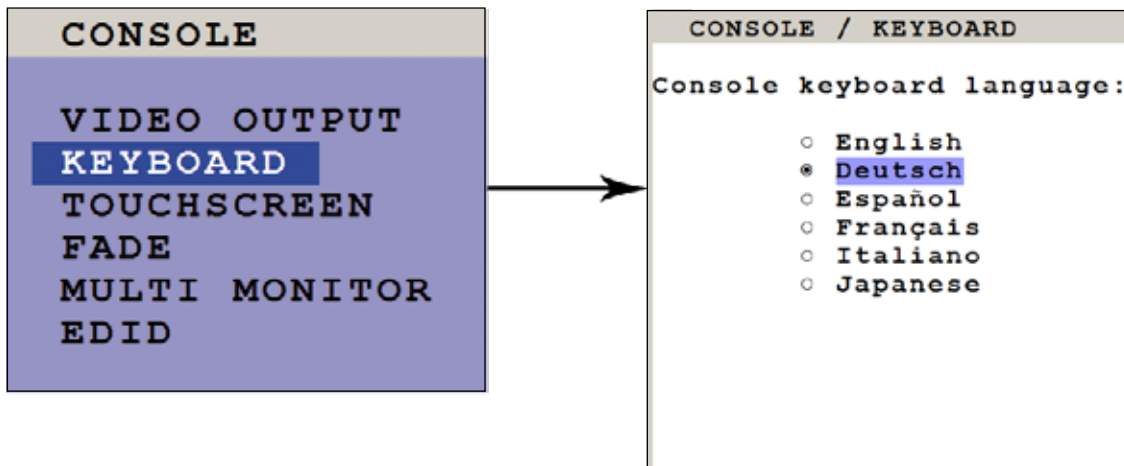 CONSOLE
VIDEO OUTPUT
KEYBOARD
TOUCHSCREEN
FADE
MULTI MONITOR
EDID
CONSOLE / KEYBOARD
Console keyboard language:
English
Deutsch
Español
Français
Italiano
Japanese